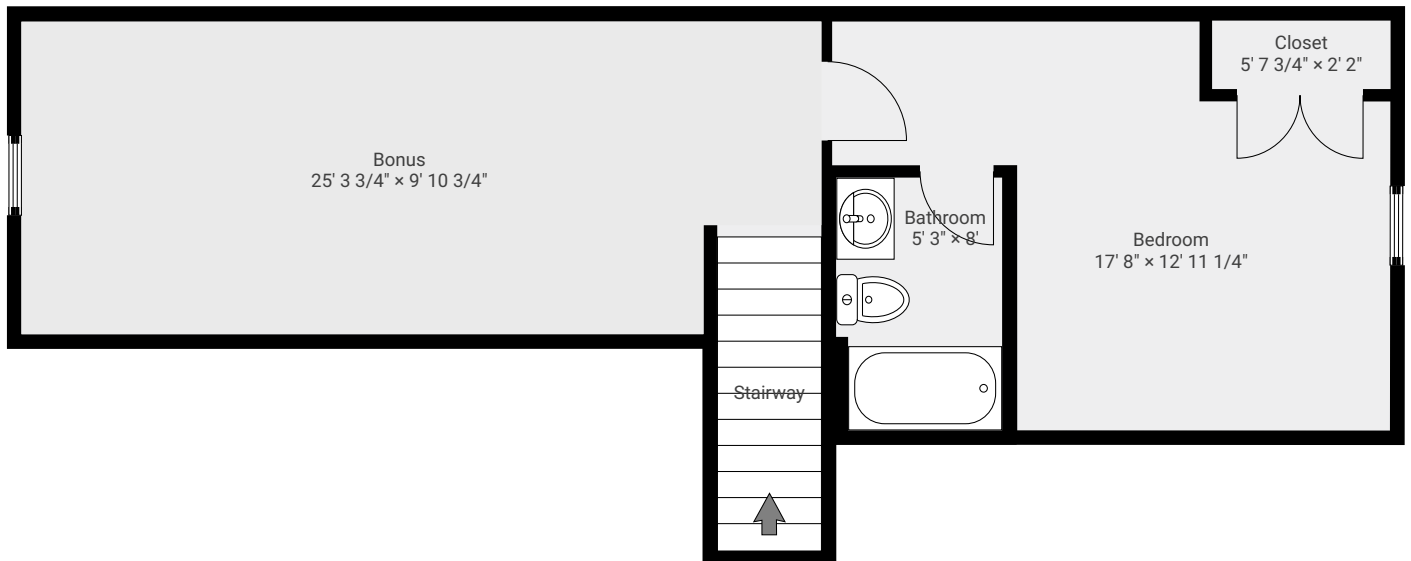 Closet
5' 7 3/4" × 2' 2"
Bonus
25' 3 3/4" × 9' 10 3/4"
Bathroom
5' 3" × 8'
Bedroom
17' 8" × 12' 11 1/4"
Stairway